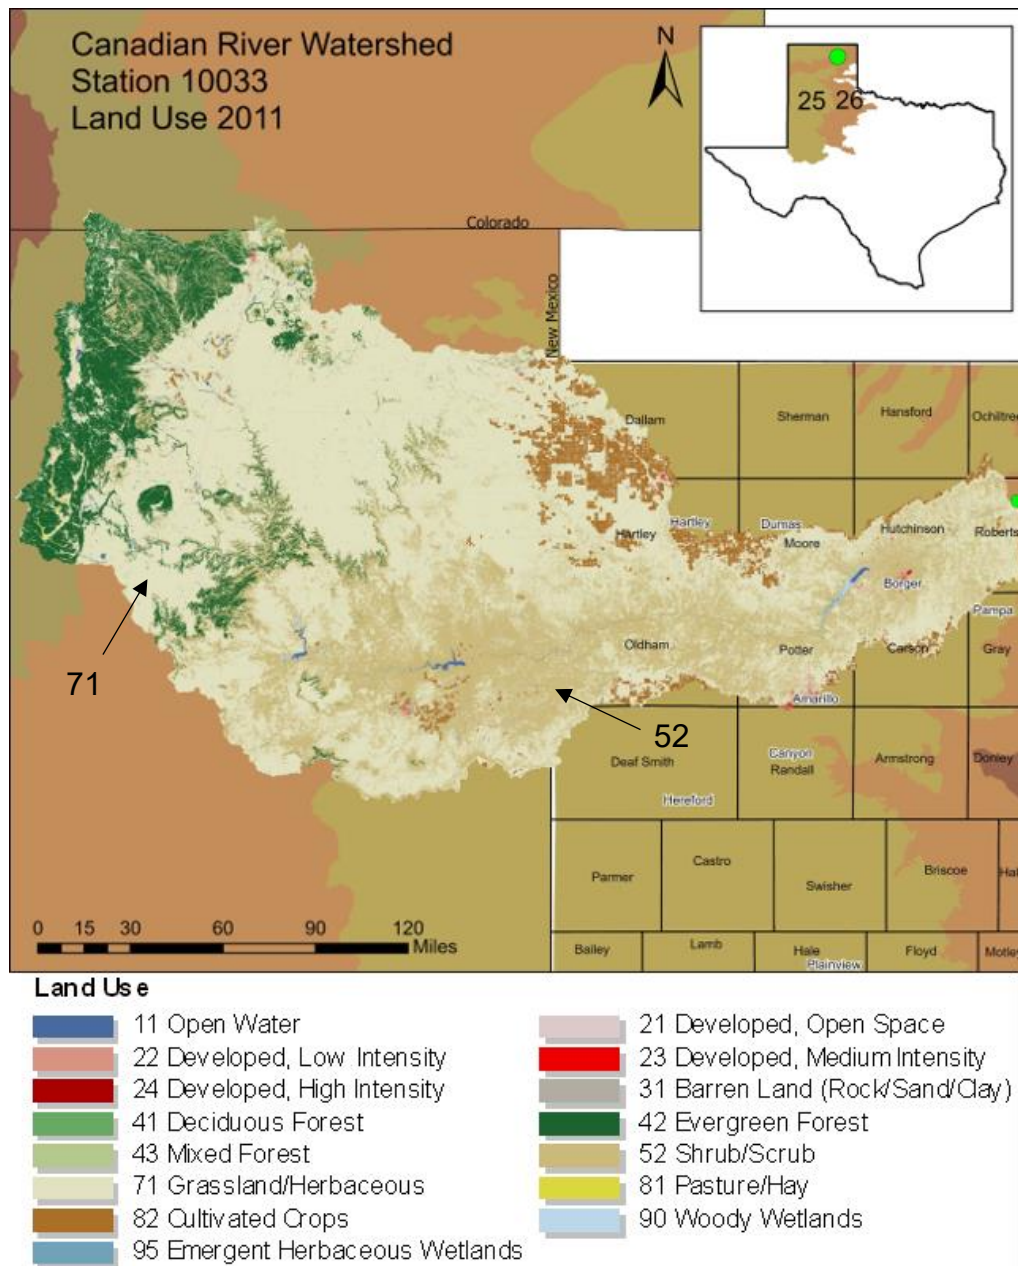 Canadian River Watershed
Station 10033
Land Use 2011
N
25 26
Colorado
New Mexico
Dallam
Sherman
Hansford
Ochiltree
Hartley
Hartley
Dumas
Moore
Hutchinson
Roberts
Borger
Pampa
71
Oldham
Potter
Carson
Gray
Amarillo
52
Deaf Smith
Canyon
Randall
Armstrong
Donley
Hereford
Parmer
Castro
Swisher
Briscoe
Hal
0 15 30 60 90 120
Miles
Bailey
Lamb
Hale
Floyd
Motley
Plainview
Land Use
11 Open Water
21 Developed, Open Space
22 Developed, Low Intensity
23 Developed, Medium Intensity
24 Developed, High Intensity
31 Barren Land (Rock/Sand/Clay)
41 Deciduous Forest
42 Evergreen Forest
43 Mixed Forest
52 Shrub/Scrub
71 Grassland/Herbaceous
81 Pasture/Hay
82 Cultivated Crops
90 Woody Wetlands
95 Emergent Herbaceous Wetlands